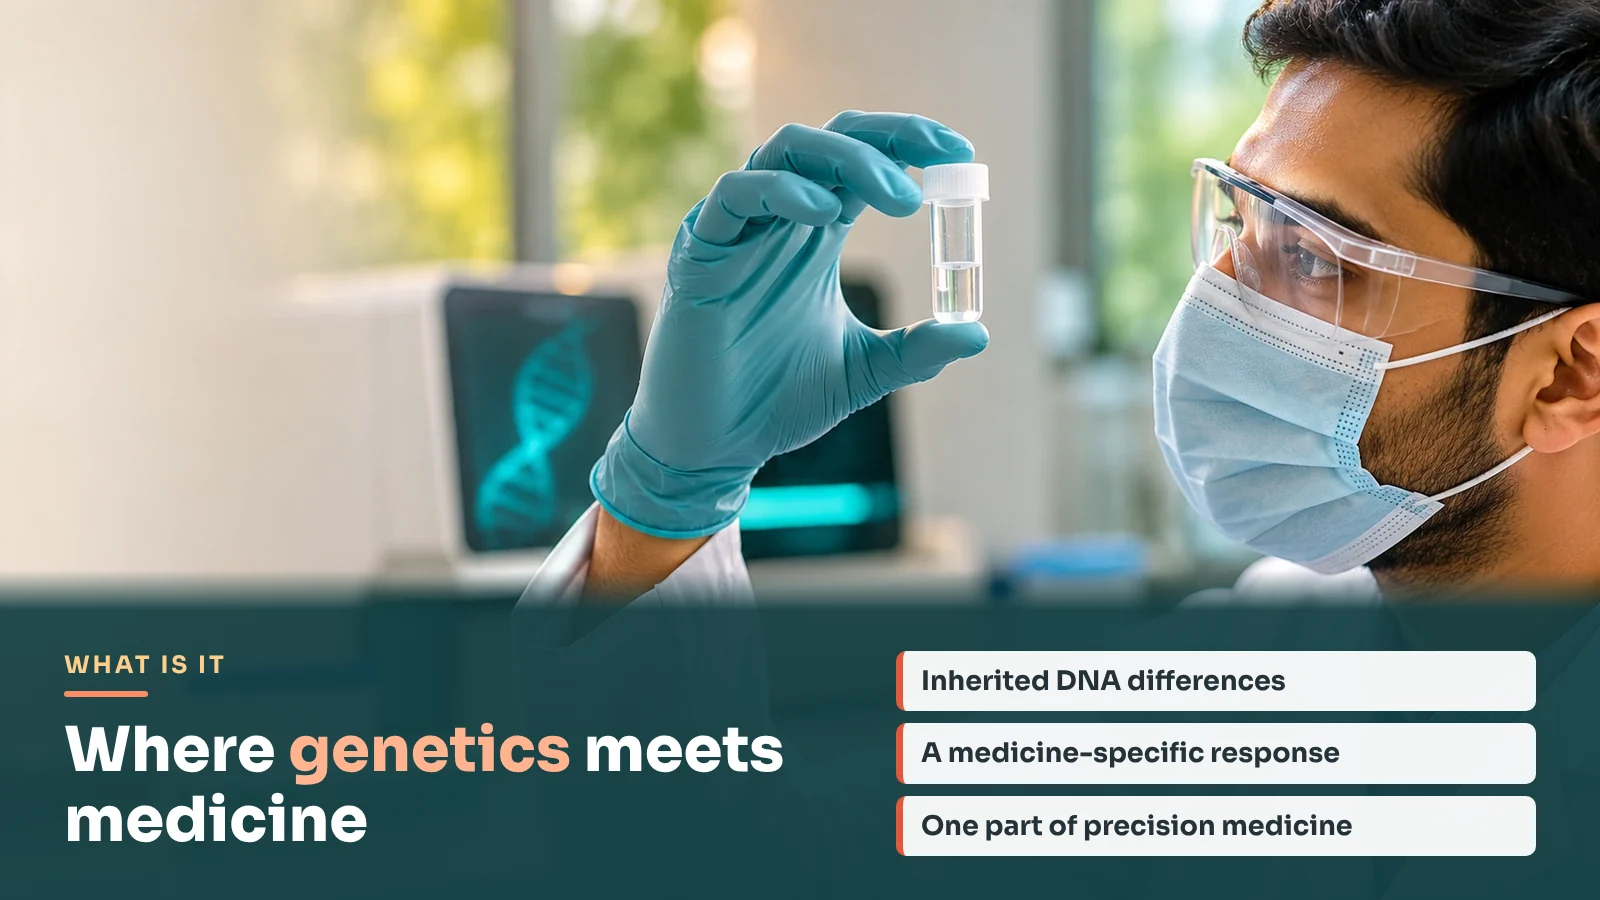 WHAT IS IT
Where genetics meets
medicine
Inherited DNA differences
A medicine-specific response
One part of precision medicine